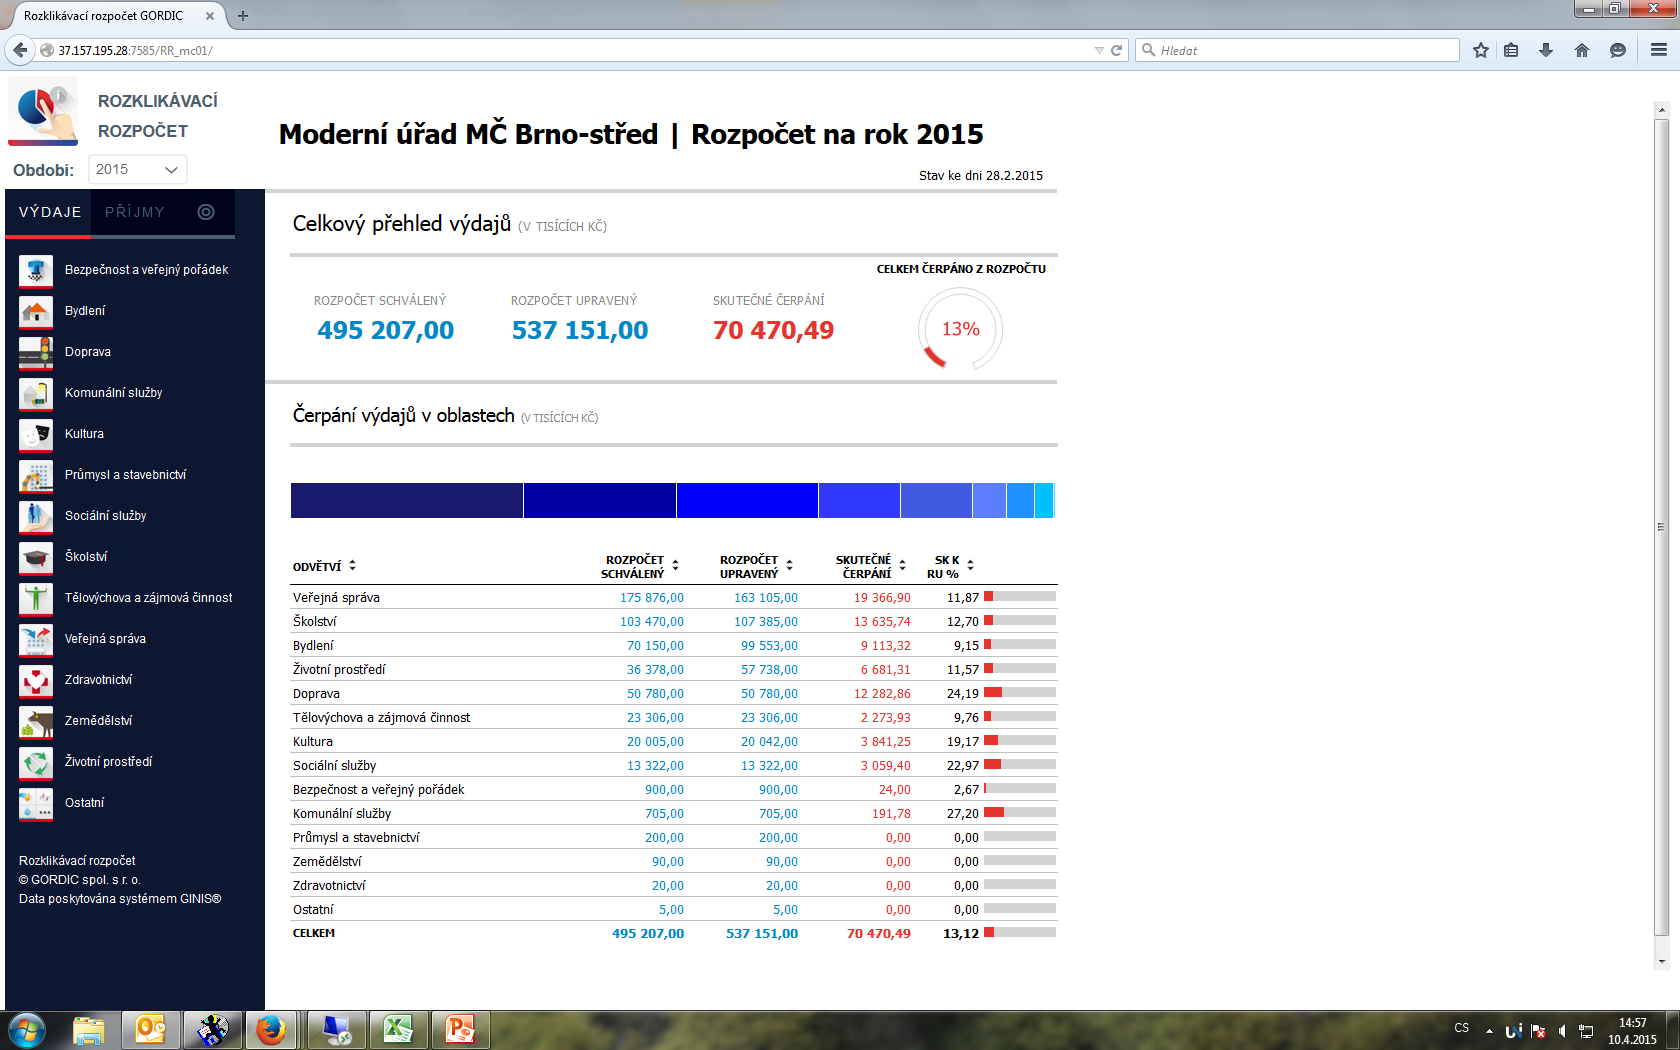 Rozklikávací rozpočet GORDIC
37.157.195.28:7585/RR_mc01/
Hledat
ROZKLIKÁVACÍ
ROZPOČET
Období:
2015
VÝDAJE
PŘÍJMY
Bezpečnost a veřejný pořádek
Bydlení
Doprava
Komunální služby
Kultura
Průmysl a stavebnictví
Sociální služby
Školství
Tělovýchova a zájmová činnost
Veřejná správa
Zdravotnictví
Zemědělství
Životní prostředí
Ostatní
Rozklikávací rozpočet
© GORDIC spol. s r. o.
Data poskytována systémem GINIS®
Moderní úřad MČ Brno-střed | Rozpočet na rok 2015
Stav ke dni 28.2.2015
Celkový přehled výdajů (V TISÍCÍCH KČ)
CELKEM ČERPÁNO Z ROZPOČTU
ROZPOČET SCHVÁLENÝ ROZPOČET UPRAVENÝ SKUTEČNÉ ČERPÁNÍ
495 207,00 537 151,00 70 470,49 13%
Čerpání výdajů v oblastech (V TISÍCÍCH KČ)
ODVĚTVÍ ROZPOČET SCHVÁLENÝ ROZPOČET UPRAVENÝ SKUTEČNÉ ČERPÁNÍ SK K RU %
Veřejná správa 175 876,00 163 105,00 19 366,90 11,87
Školství 103 470,00 107 385,00 13 635,74 12,70
Bydlení 70 150,00 99 553,00 9 113,32 9,15
Životní prostředí 36 378,00 57 738,00 6 681,31 11,57
Doprava 50 780,00 50 780,00 12 282,86 24,19
Tělovýchova a zájmová činnost 23 306,00 23 306,00 2 273,93 9,76
Kultura 20 005,00 20 042,00 3 841,25 19,17
Sociální služby 13 322,00 13 322,00 3 059,40 22,97
Bezpečnost a veřejný pořádek 900,00 900,00 24,00 2,67
Komunální služby 705,00 705,00 191,78 27,20
Průmysl a stavebnictví 200,00 200,00 0,00 0,00
Zemědělství 90,00 90,00 0,00 0,00
Zdravotnictví 20,00 20,00 0,00 0,00
Ostatní 5,00 5,00 0,00 0,00
CELKEM 495 207,00 537 151,00 70 470,49 13,12
CS
14:57
10.4.2015